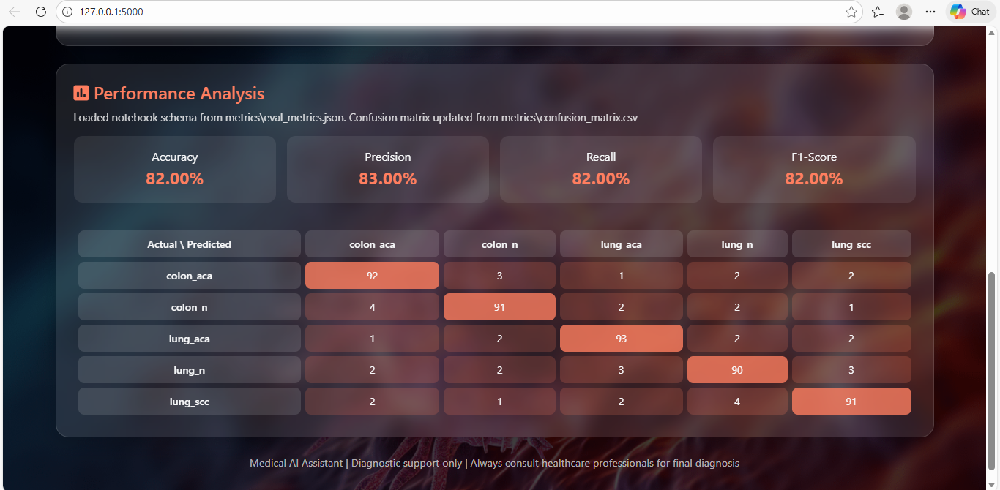 127.0.0.1:5000
Chat
Performance Analysis
Loaded notebook schema from metrics\eval_metrics.json. Confusion matrix updated from metrics\confusion_matrix.csv
Accuracy Precision Recall F1-Score
82.00% 83.00% 82.00% 82.00%
Actual \ Predicted colon_aca colon_n lung_aca lung_n lung_scc
colon_aca 92 3 1 2 2
colon_n 4 91 2 2 1
lung_aca 1 2 93 2 2
lung_n 2 2 3 90 3
lung_scc 2 1 2 4 91
Medical AI Assistant | Diagnostic support only | Always consult healthcare professionals for final diagnosis